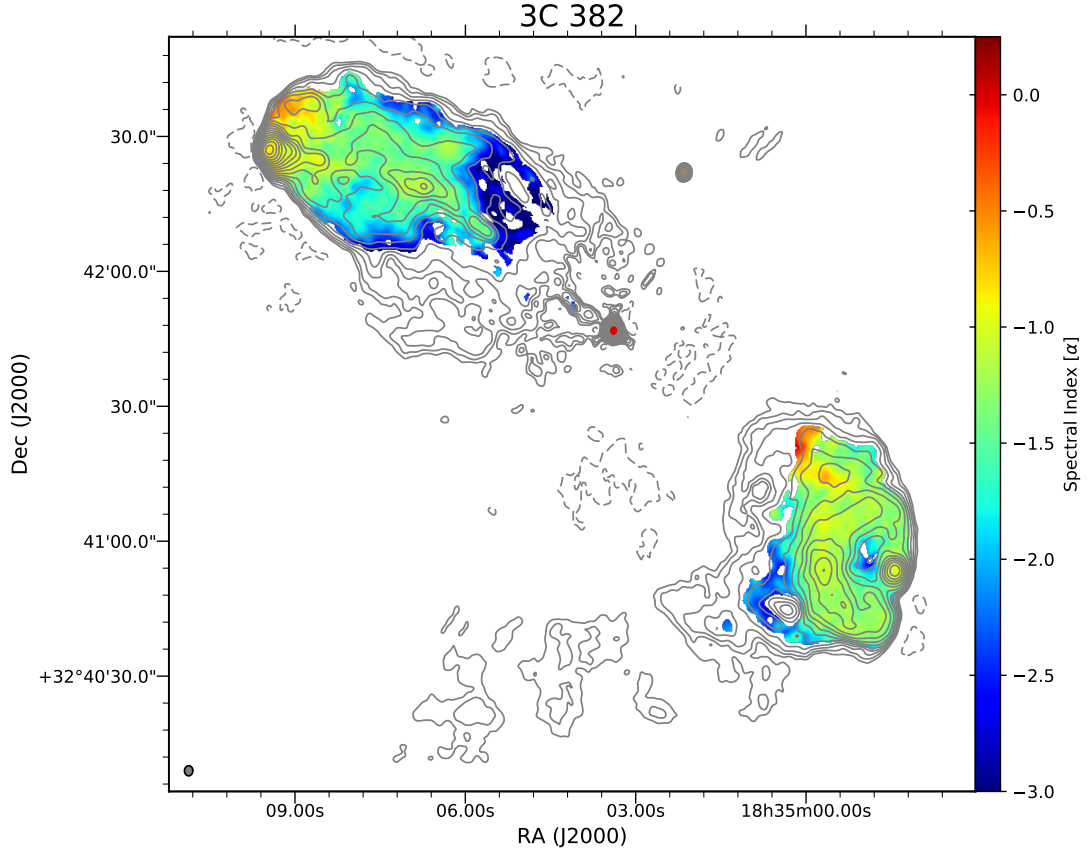 3C 382
30.0"
42'00.0"
30.0"
41'00.0"
+32°40'30.0"
Dec (J2000)
09.00s
06.00s
03.00s
18h35m00.00s
RA (J2000)
0.0
−0.5
−1.0
−1.5
−2.0
−2.5
−3.0
Spectral Index [α]